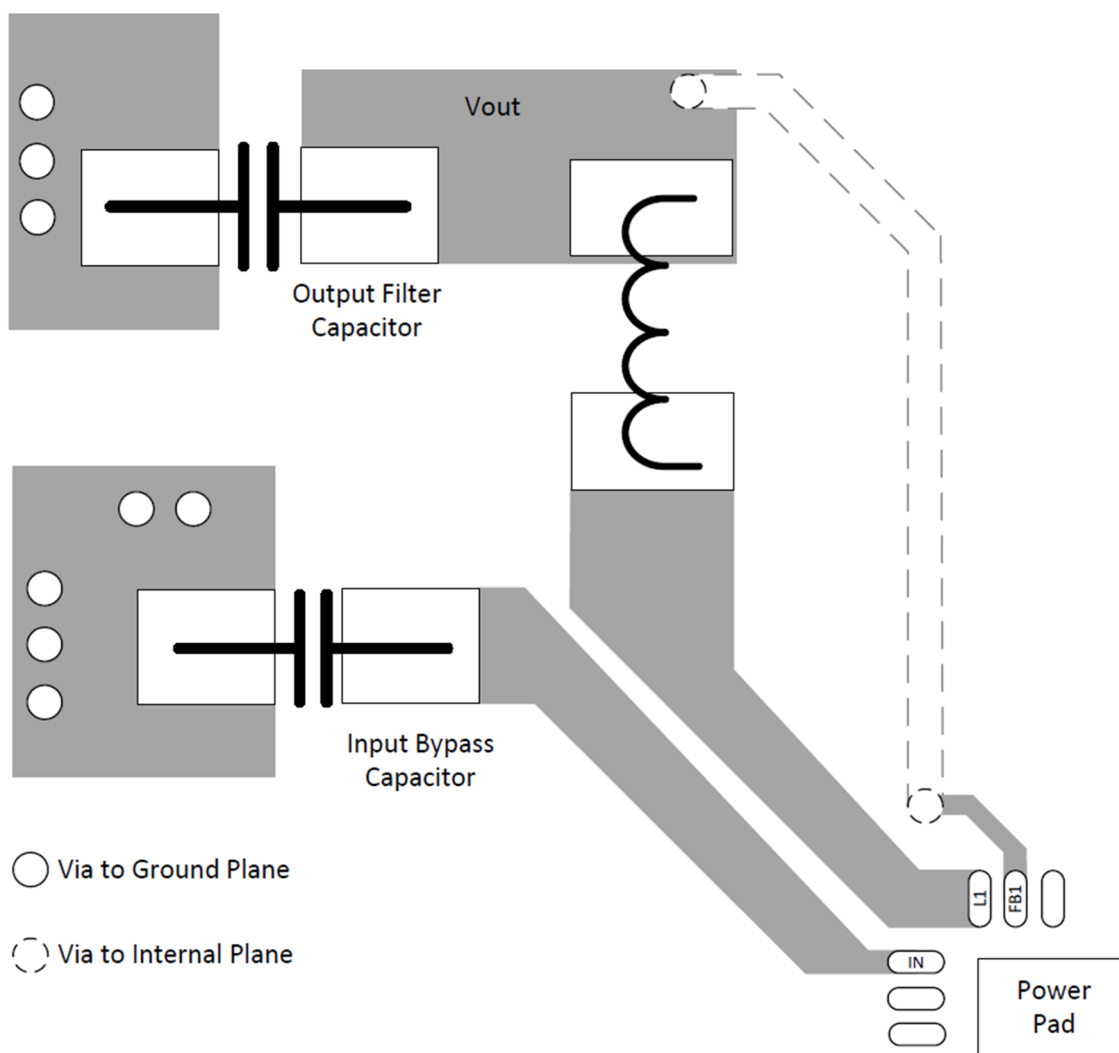 Vout
Output Filter
Capacitor
Input Bypass
Capacitor
Via to Ground Plane
Via to Internal Plane
L1
FB1
IN
Power
Pad